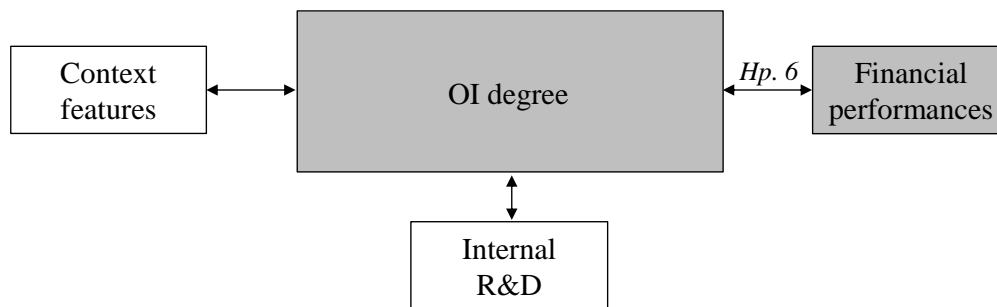 Context
features
OI degree
Hp. 6
Financial
performances
Internal
R&D